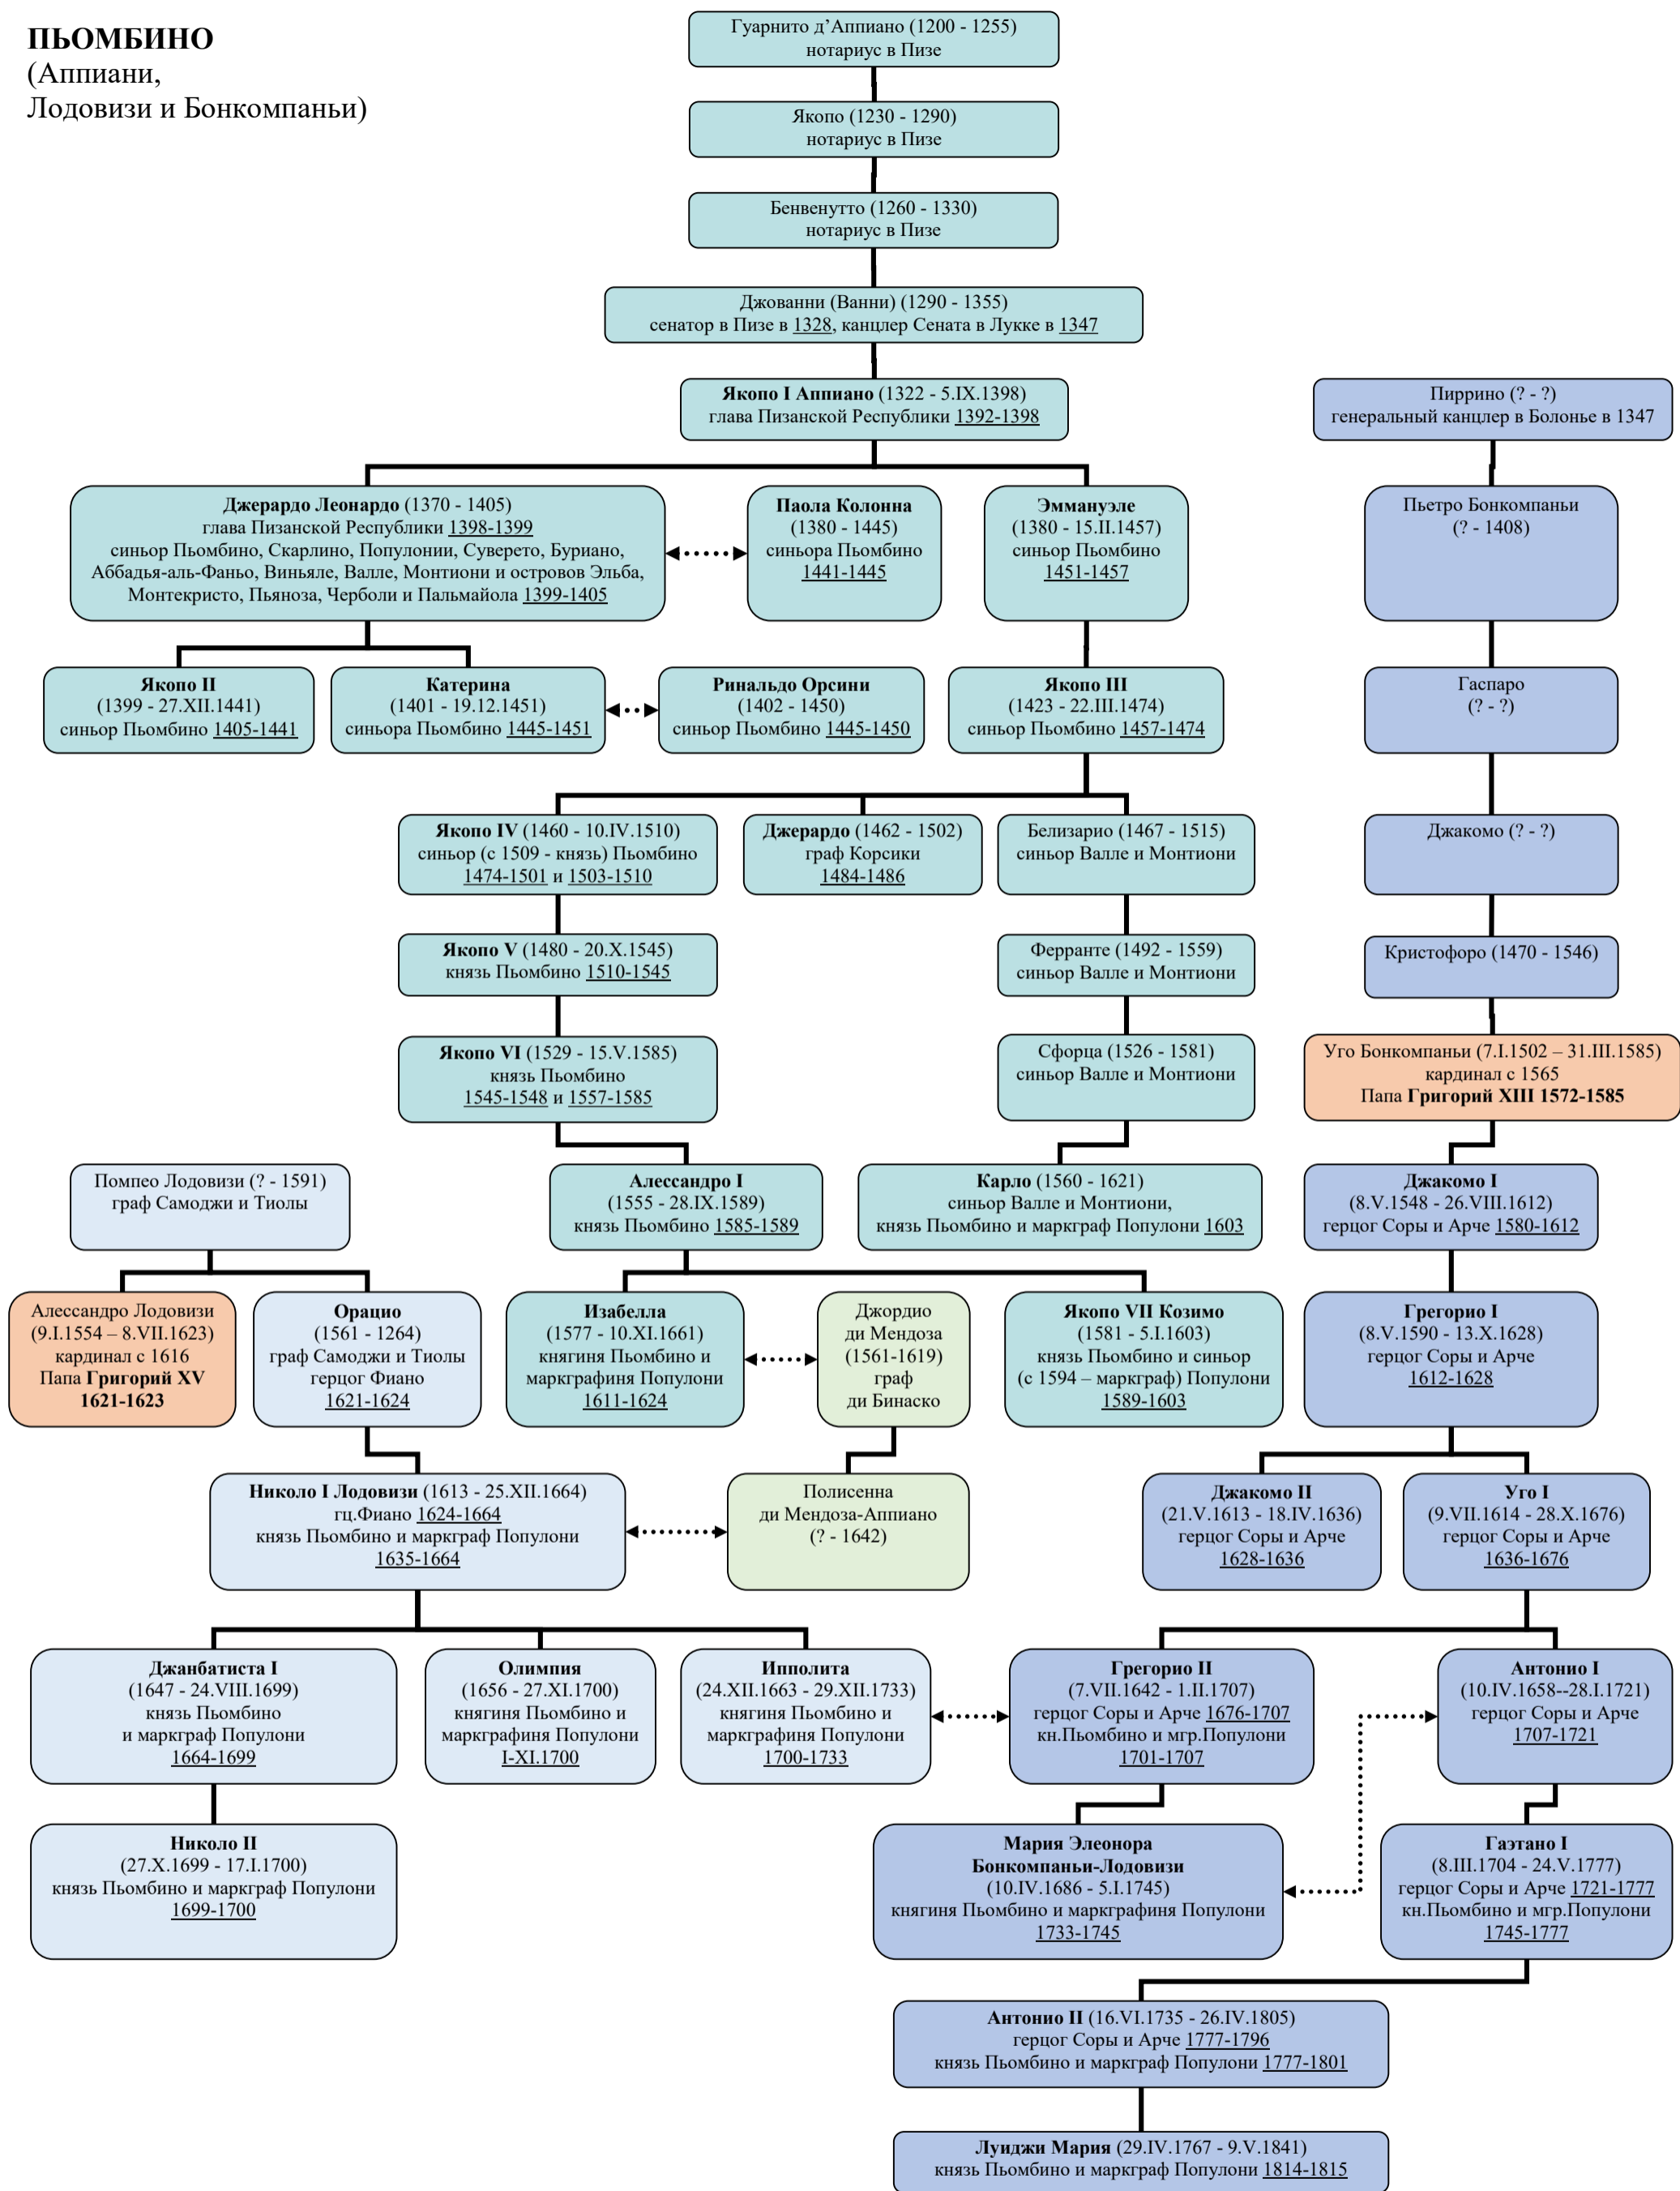 ПЬОМБИНО
(Аппиани,
Лодовизи и Бонкомпаньи)
Гуарнито д’Аппиано (1200 - 1255)
нотариус в Пизе
Якопо (1230 - 1290)
нотариус в Пизе
Бенвенутто (1260 - 1330)
нотариус в Пизе
Джованни (Ванни) (1290 - 1355)
сенатор в Пизе в 1328, канцлер Сената в Лукке в 1347
Якопо I Аппиано (1322 - 5.IX.1398)
глава Пизанской Республики 1392-1398
Пиррино (? - ?)
генеральный канцлер в Болонье в 1347
Джерардо Леонардо (1370 - 1405)
глава Пизанской Республики 1398-1399
синьор Пьомбино, Скарлино, Популонии, Суверето, Буриано,
Аббадья-аль-Фаньо, Виньяле, Валле, Монтиони и островов Эльба,
Монтекристо, Пьяноза, Черболи и Пальмайола 1399-1405
Паола Колонна
(1380 - 1445)
синьора Пьомбино
1441-1445
Эммануэле
(1380 - 15.II.1457)
синьор Пьомбино
1451-1457
Пьетро Бонкомпаньи
(? - 1408)
Якопо II
(1399 - 27.XII.1441)
синьор Пьомбино 1405-1441
Катерина
(1401 - 19.12.1451)
синьора Пьомбино 1445-1451
Ринальдо Орсини
(1402 - 1450)
синьор Пьомбино 1445-1450
Якопо III
(1423 - 22.III.1474)
синьор Пьомбино 1457-1474
Гаспаро
(? - ?)
Якопо IV (1460 - 10.IV.1510)
синьор (с 1509 - князь) Пьомбино
1474-1501 и 1503-1510
Джерардо (1462 - 1502)
граф Корсики
1484-1486
Белизарио (1467 - 1515)
синьор Валле и Монтиони
Джакомо (? - ?)
Якопо V (1480 - 20.X.1545)
князь Пьомбино 1510-1545
Ферранте (1492 - 1559)
синьор Валле и Монтиони
Кристофоро (1470 - 1546)
Якопо VI (1529 - 15.V.1585)
князь Пьомбино
1545-1548 и 1557-1585
Сфорца (1526 - 1581)
синьор Валле и Монтиони
Уго Бонкомпаньи (7.I.1502 – 31.III.1585)
кардинал с 1565
Папа Григорий XIII 1572-1585
Помпео Лодовизи (? - 1591)
граф Самоджи и Тиолы
Алессандро I
(1555 - 28.IX.1589)
князь Пьомбино 1585-1589
Карло (1560 - 1621)
синьор Валле и Монтиони,
князь Пьомбино и маркграф Популони 1603
Джакомо I
(8.V.1548 - 26.VIII.1612)
герцог Соры и Арче 1580-1612
Алессандро Лодовизи
(9.I.1554 – 8.VII.1623)
кардинал с 1616
Папа Григорий XV
1621-1623
Орацио
(1561 - 1264)
граф Самоджи и Тиолы
герцог Фиано
1621-1624
Изабелла
(1577 - 10.XI.1661)
княгиня Пьомбино и
маркграфиня Популони
1611-1624
Джордио
ди Мендоза
(1561-1619)
граф
ди Бинаско
Якопо VII Козимо
(1581 - 5.I.1603)
князь Пьомбино и синьор
(с 1594 – маркграф) Популони
1589-1603
Грегорио I
(8.V.1590 - 13.X.1628)
герцог Соры и Арче
1612-1628
Николо I Лодовизи (1613 - 25.XII.1664)
гц.Фиано 1624-1664
князь Пьомбино и маркграф Популони
1635-1664
Полисенна
ди Мендоза-Аппиано
(? - 1642)
Джакомо II
(21.V.1613 - 18.IV.1636)
герцог Соры и Арче
1628-1636
Уго I
(9.VII.1614 - 28.X.1676)
герцог Соры и Арче
1636-1676
Джанбатиста I
(1647 - 24.VIII.1699)
князь Пьомбино
и маркграф Популони
1664-1699
Олимпия
(1656 - 27.XI.1700)
княгиня Пьомбино и
маркграфиня Популони
I-XI.1700
Ипполита
(24.XII.1663 - 29.XII.1733)
княгиня Пьомбино и
маркграфиня Популони
1700-1733
Грегорио II
(7.VII.1642 - 1.II.1707)
герцог Соры и Арче 1676-1707
кн.Пьомбино и мгр.Популони
1701-1707
Антонио I
(10.IV.1658--28.I.1721)
герцог Соры и Арче
1707-1721
Николо II
(27.X.1699 - 17.I.1700)
князь Пьомбино и маркграф Популони
1699-1700
Мария Элеонора
Бонкомпаньи-Лодовизи
(10.IV.1686 - 5.I.1745)
княгиня Пьомбино и маркграфиня Популони
1733-1745
Гаэтано I
(8.III.1704 - 24.V.1777)
герцог Соры и Арче 1721-1777
кн.Пьомбино и мгр.Популони
1745-1777
Антонио II (16.VI.1735 - 26.IV.1805)
герцог Соры и Арче 1777-1796
князь Пьомбино и маркграф Популони 1777-1801
Луиджи Мария (29.IV.1767 - 9.V.1841)
князь Пьомбино и маркграф Популони 1814-1815